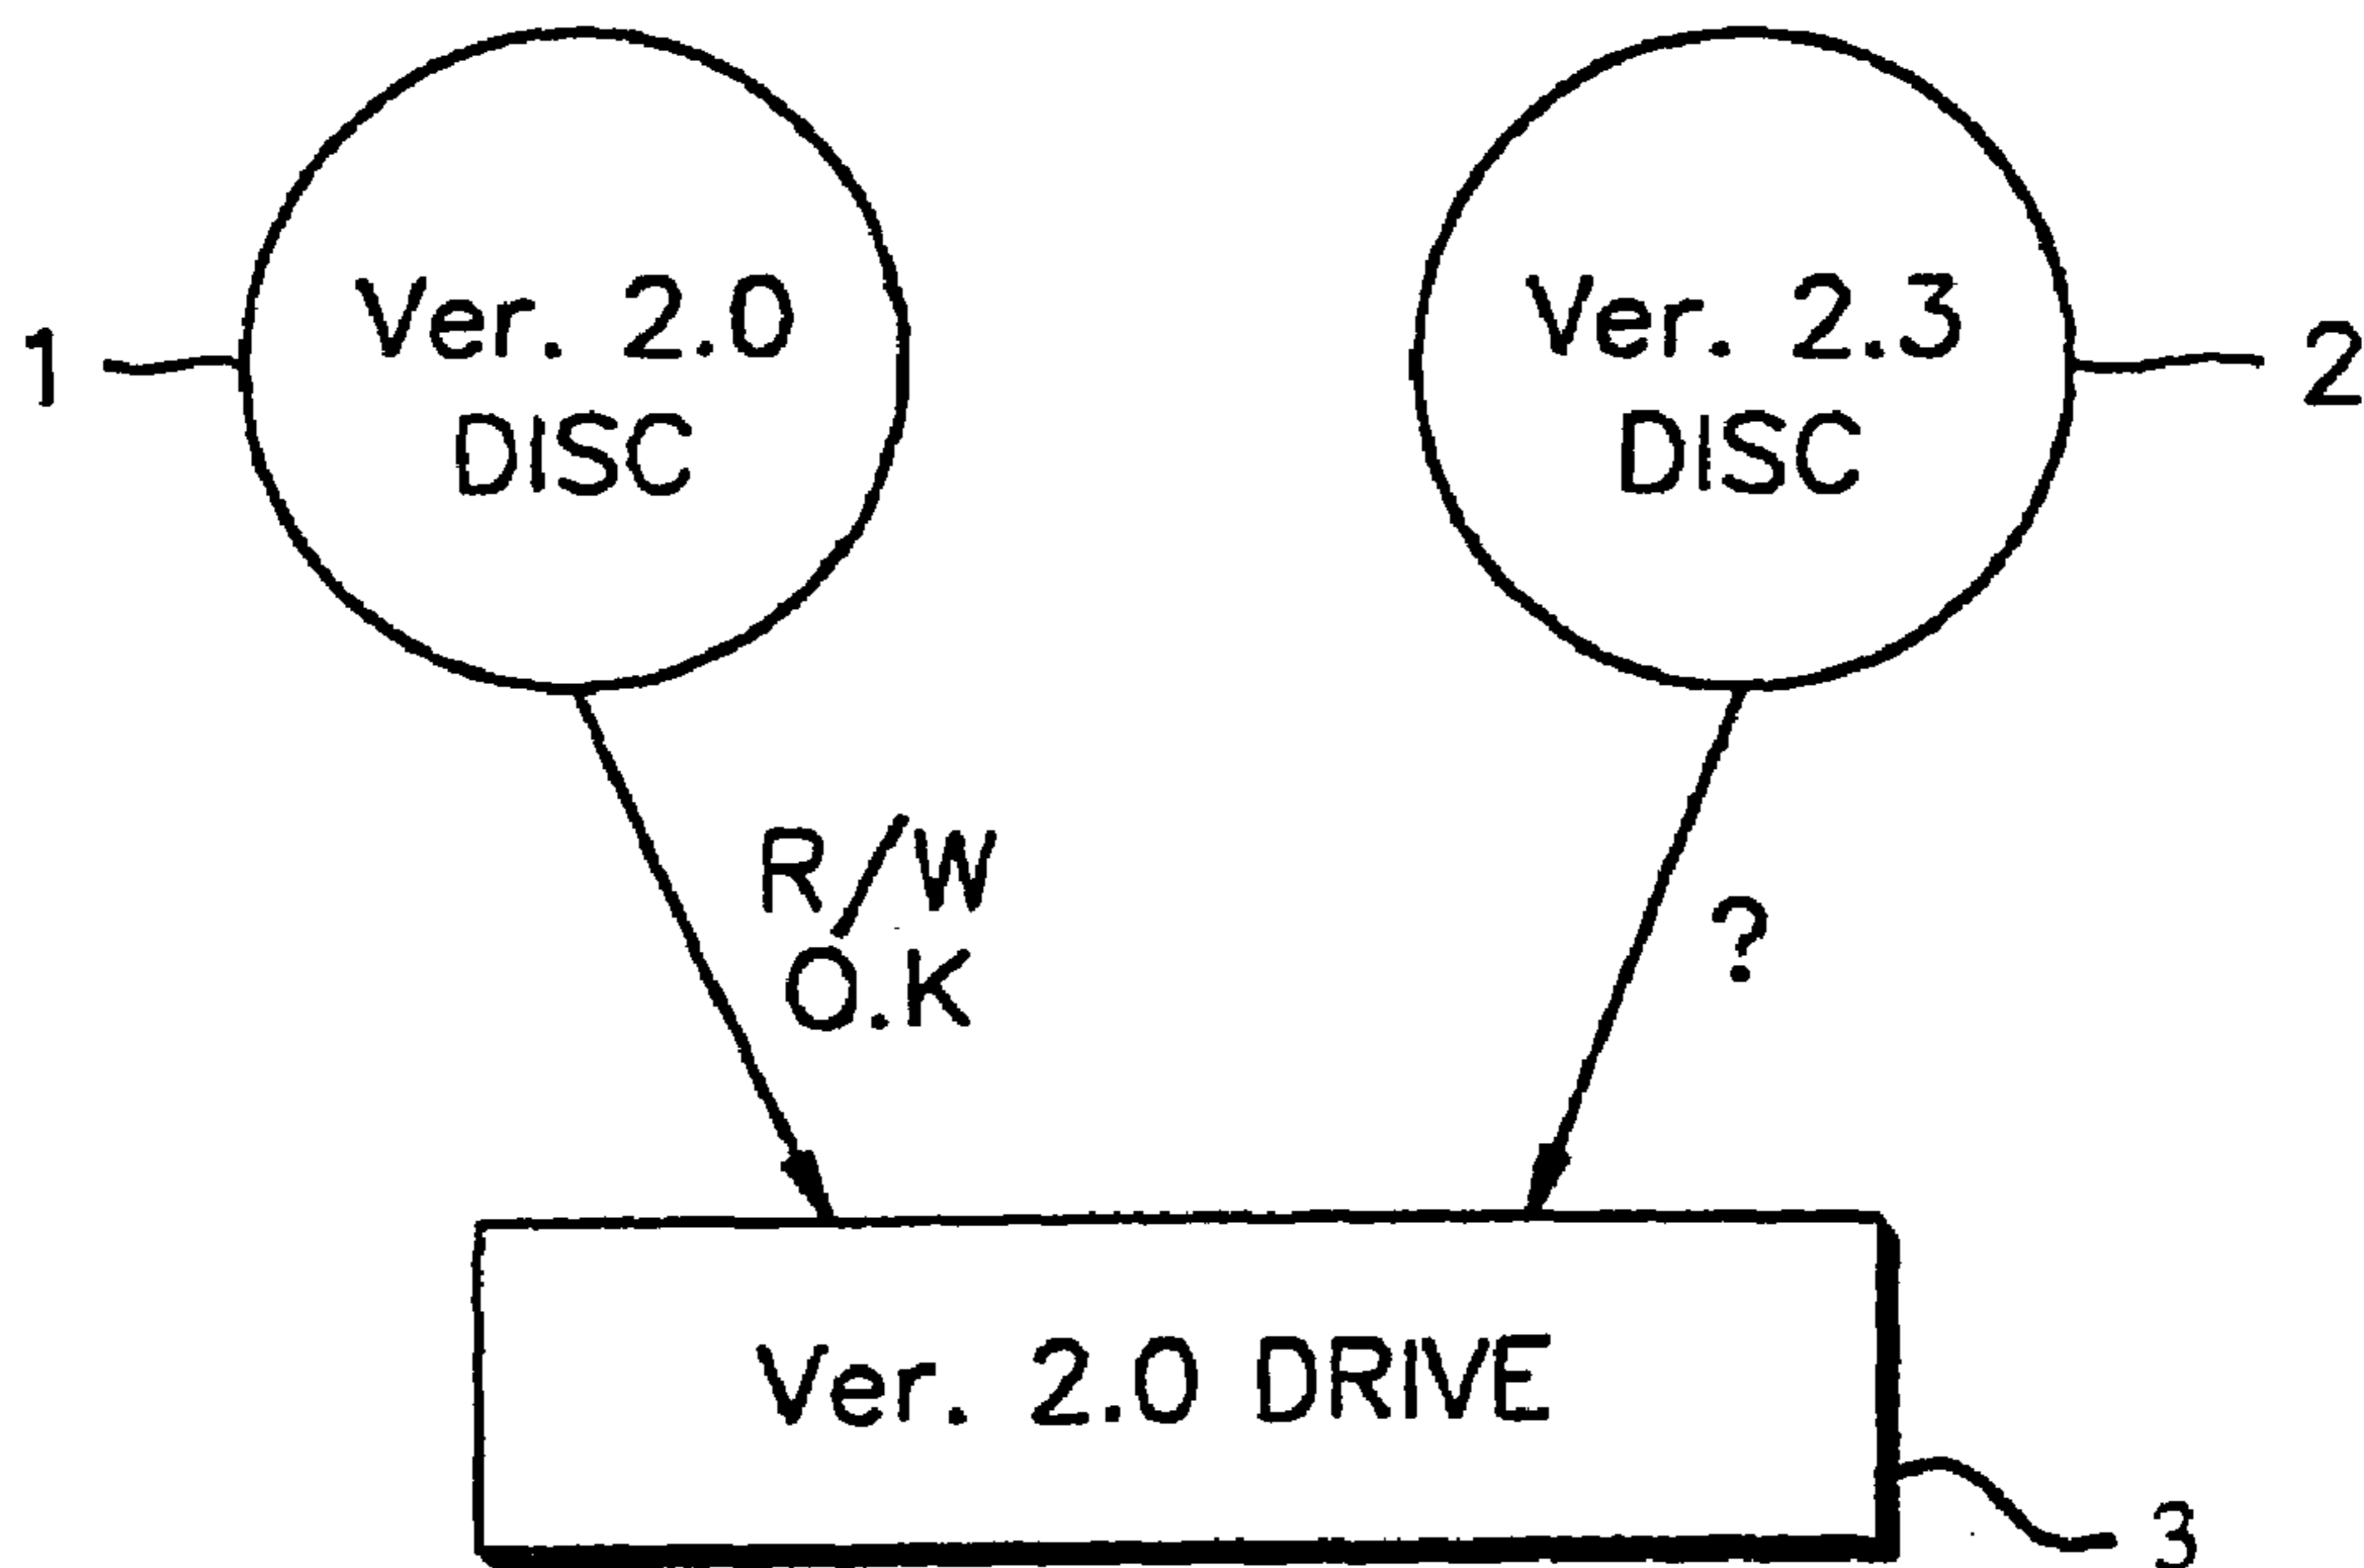 1
Ver. 2.0
DISC
Ver. 2.3
DISC
2
R/W
O.K
?
Ver. 2.0 DRIVE
3